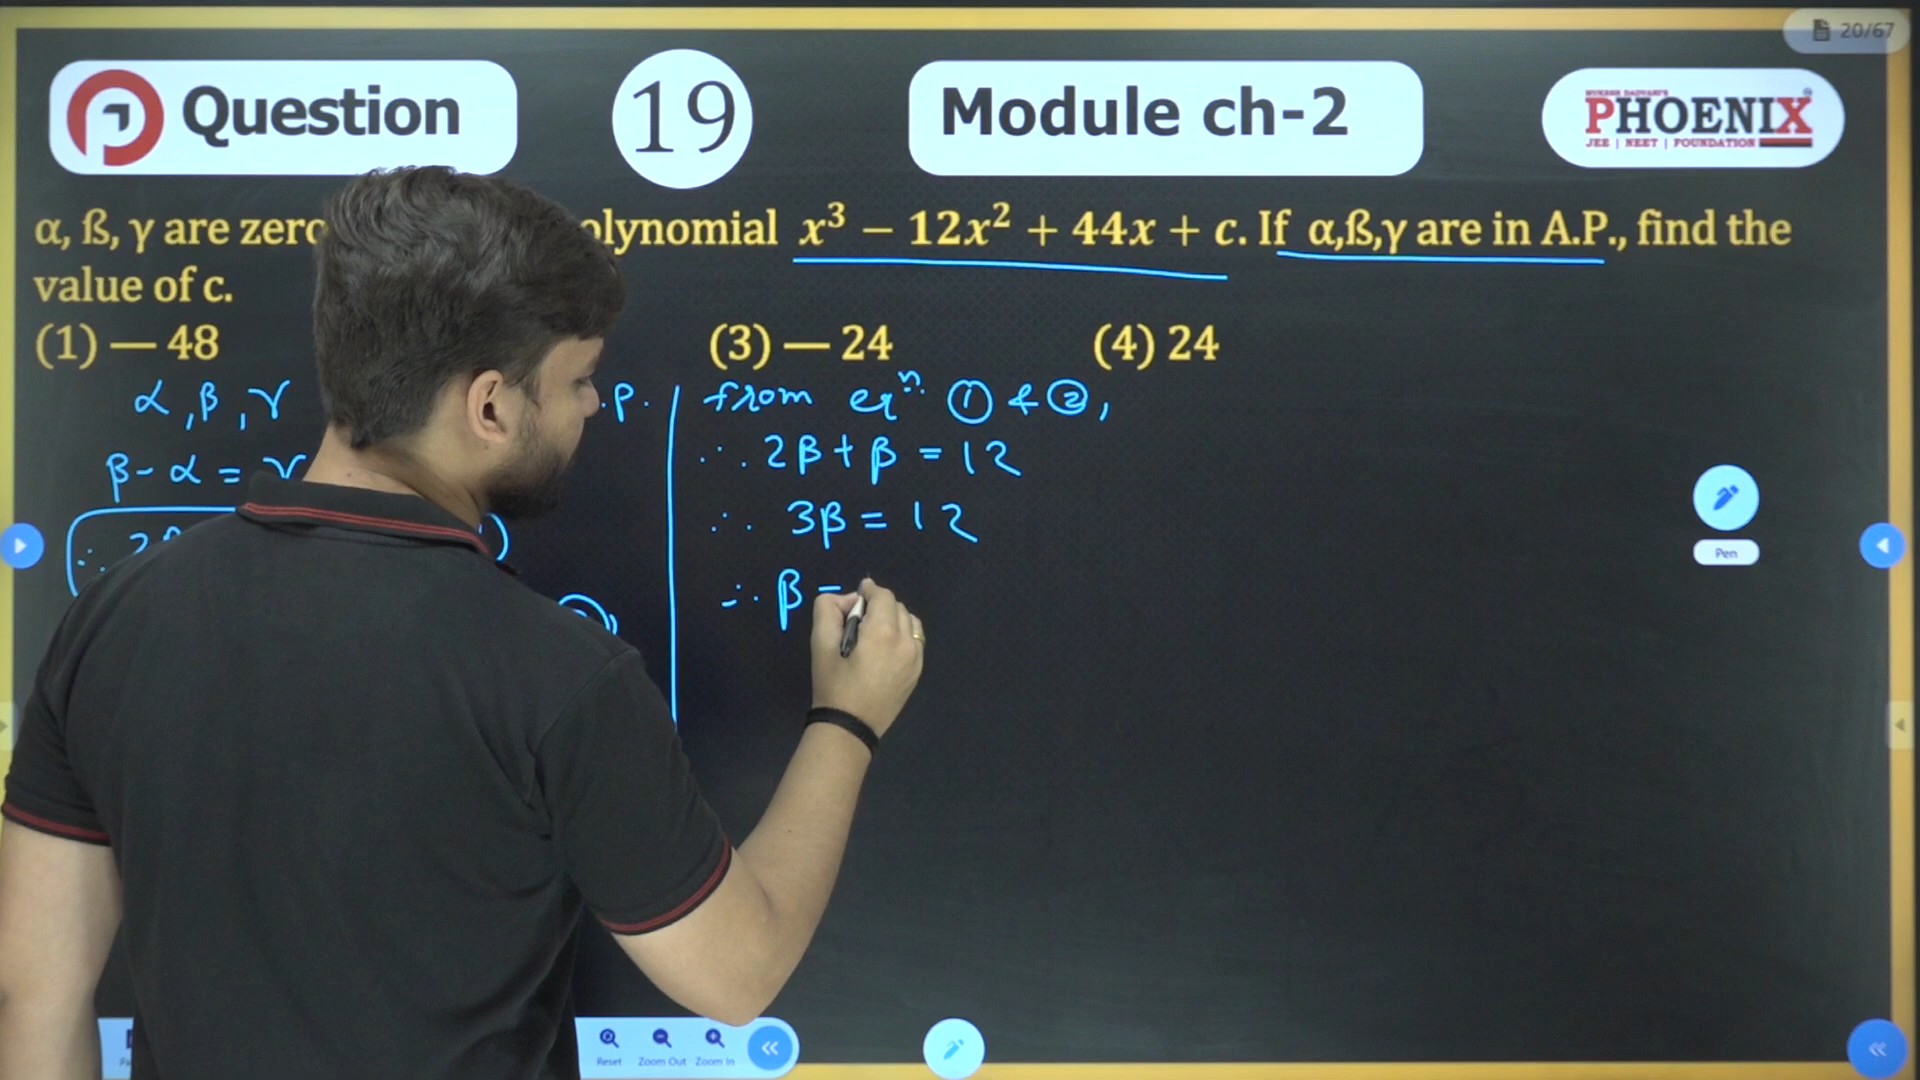 20/67
Question 19 Module ch-2
PHOENIX
JEE | NEET | FOUNDATION
α, ß, γ are zero olynomial x³ − 12x² + 44x + c. If α,ß,γ are in A.P., find the
value of c.
(1) — 48 (3) — 24 (4) 24
α, β, γ .P.
β - α = γ
from eqⁿ. ① & ②,
∴ 2β + β = 12
∴ 3β = 12
∴ β =
Pen
Reset Zoom Out Zoom In